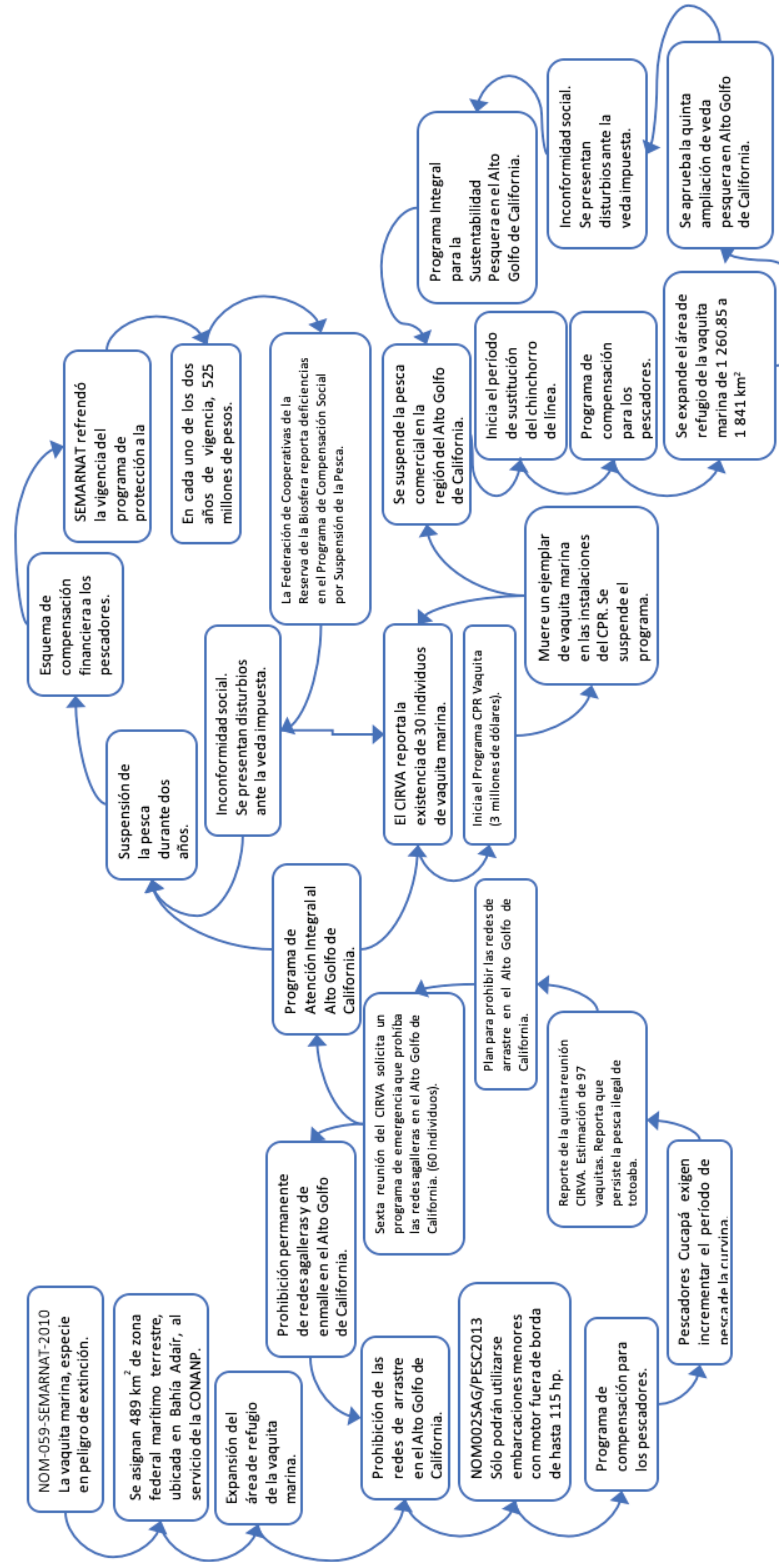 NOM-059-SEMARNAT-2010
La vaquita marina, especie
en peligro de extinción.
Se asignan 489 km² de zona
federal marítimo terrestre,
ubicada en Bahía Adaír, al
servicio de la CONANP.
Expansión del
área de refugio
de la vaquita
marina.
Prohibición de las
redes de arrastre
en el Alto Golfo de
California.
NOM002SAG/PESC2013
Sólo podrán utilizarse
embarcaciones menores
con motor fuera de borda
de hasta 115 hp.
Programa de
compensación para
los pescadores.
Pescadores Cucapá exigen
incrementar el período de
pesca de la curvina.
Reporte de la quinta reunión
CIRVA. Estimación de 97
vaquitas. Reporta que
persiste la pesca ilegal de
totoaba.
Plan para prohibir las redes de
arrastre en el Alto Golfo de
California.
Sexta reunión del CIRVA solicita un
programa de emergencia que prohíba
las redes agalleras en el Alto Golfo de
California. (60 individuos).
Prohibición permanente
de redes agalleras y de
enmalle en el Alto Golfo
de California.
Programa de
Atención Integral al
Alto Golfo de
California.
Suspensión de
la pesca
durante dos
años.
Esquema de
compensación
financiera a los
pescadores.
SEMARNAT refrendó
la vigencia del
programa de
protección a la
En cada uno de los dos
años de vigencia, 525
millones de pesos.
La Federación de Cooperativas de la
Reserva de la Biosfera reporta deficiencias
en el Programa de Compensación Social
por Suspensión de la Pesca.
Inconformidad social.
Se presentan disturbios
ante la veda impuesta.
El CIRVA reporta la
existencia de 30 individuos
de vaquita marina.
Inicia el Programa CPR Vaquita
(3 millones de dólares).
Muere un ejemplar
de vaquita marina
en las instalaciones
del CPR. Se
suspende el
programa.
Se suspende la pesca
comercial en la
región del Alto Golfo
de California.
Inicia el período
de sustitución
del chinchorro
de línea.
Programa de
compensación
para los
pescadores.
Se expande el área de
refugio de la vaquita
marina de 1 260.85 a
1 841 km²
Se aprueba la quinta
ampliación de veda
pesquera en Alto Golfo
de California.
Inconformidad social.
Se presentan
disturbios ante la
veda impuesta.
Programa Integral
para la
Sustentabilidad
Pesquera en el Alto
Golfo de California.